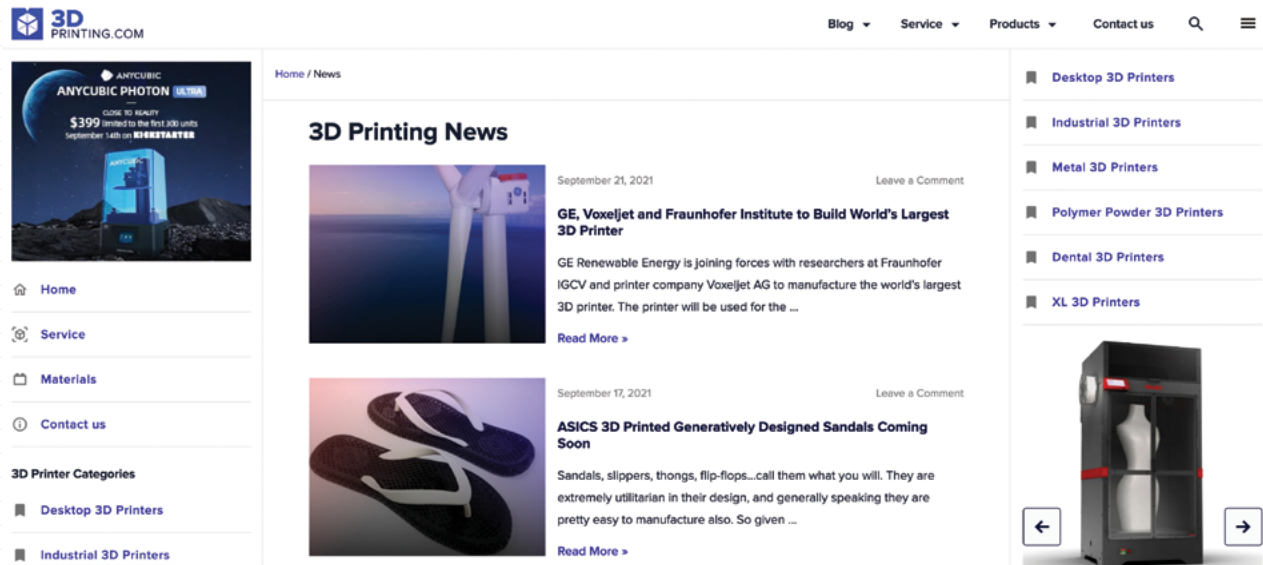 3D
PRINTING.COM
Blog
Service
Products
Contact us
ANYCUBIC
ANYCUBIC PHOTON ULTRA
CLOSE TO REALITY
$399 limited to the first 300 units
September 14th on KICKSTARTER
ANYCUBIC
Home
Service
Materials
Contact us
3D Printer Categories
Desktop 3D Printers
Industrial 3D Printers
Home / News
3D Printing News
September 21, 2021
Leave a Comment
GE, Voxeljet and Fraunhofer Institute to Build World's Largest
3D Printer
GE Renewable Energy is joining forces with researchers at Fraunhofer
IGCV and printer company Voxeljet AG to manufacture the world's largest
3D printer. The printer will be used for the ...
Read More »
September 17, 2021
Leave a Comment
ASICS 3D Printed Generatively Designed Sandals Coming
Soon
Sandals, slippers, thongs, flip-flops...call them what you will. They are
extremely utilitarian in their design, and generally speaking they are
pretty easy to manufacture also. So given ...
Read More »
Desktop 3D Printers
Industrial 3D Printers
Metal 3D Printers
Polymer Powder 3D Printers
Dental 3D Printers
XL 3D Printers